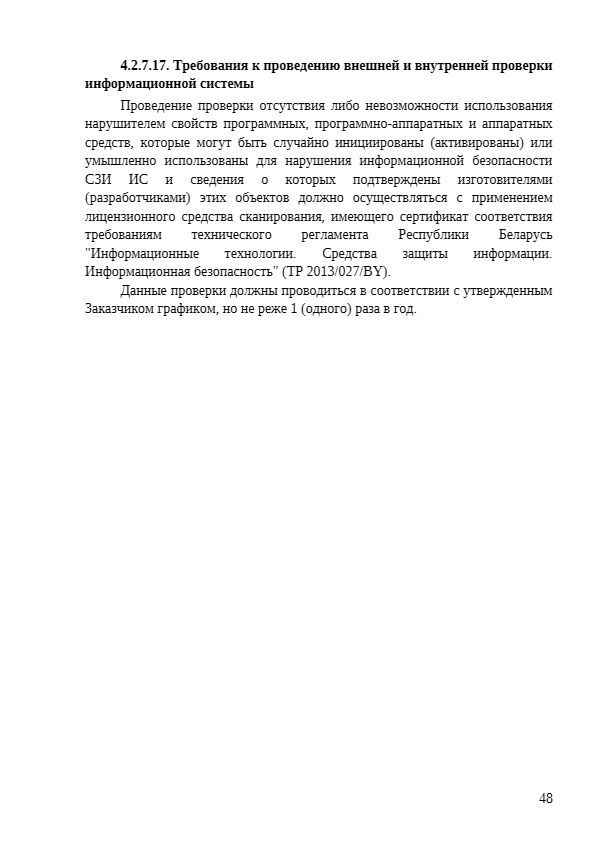 4.2.7.17. Требования к проведению внешней и внутренней проверки
информационной системы
Проведение проверки отсутствия либо невозможности использования
нарушителем свойств программных, программно-аппаратных и аппаратных
средств, которые могут быть случайно инициированы (активированы) или
умышленно использованы для нарушения информационной безопасности
СЗИ ИС и сведения о которых подтверждены изготовителями
(разработчиками) этих объектов должно осуществляться с применением
лицензионного средства сканирования, имеющего сертификат соответствия
требованиям технического регламента Республики Беларусь
"Информационные технологии. Средства защиты информации.
Информационная безопасность" (ТР 2013/027/BY).
Данные проверки должны проводиться в соответствии с утвержденным
Заказчиком графиком, но не реже 1 (одного) раза в год.
48